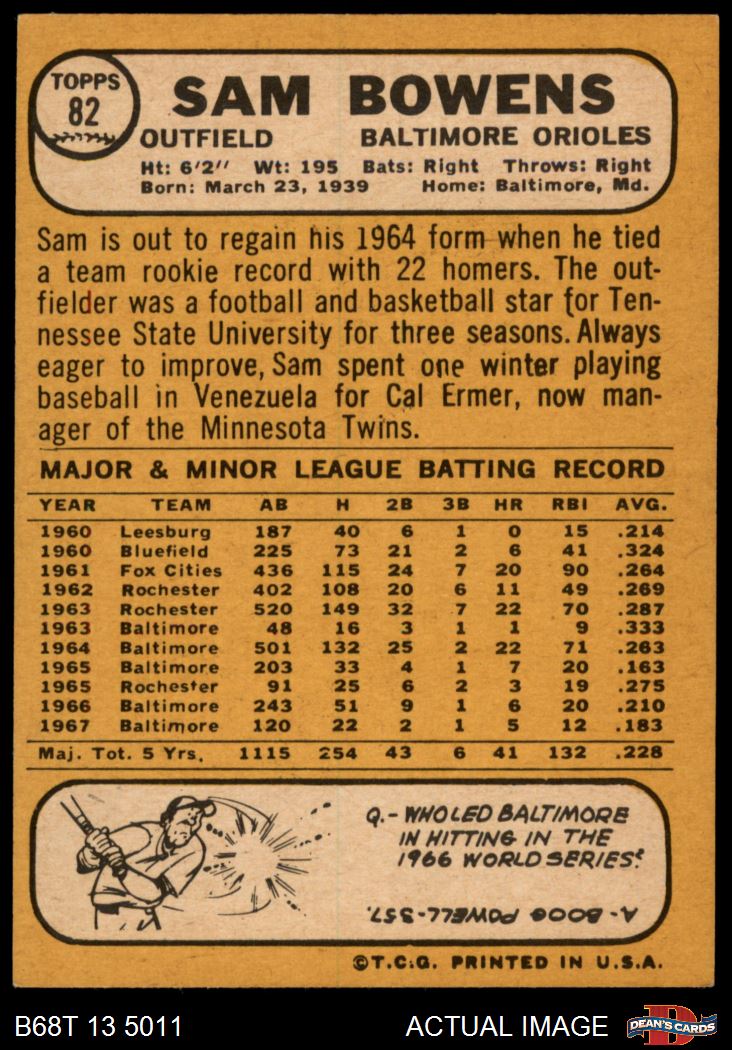 TOPPS
82
SAM BOWENS
OUTFIELD BALTIMORE ORIOLES
Ht: 6'2" Wt: 195 Bats: Right Throws: Right
Born: March 23, 1939 Home: Baltimore, Md.
Sam is out to regain his 1964 form when he tied
a team rookie record with 22 homers. The out-
fielder was a football and basketball star for Ten-
nessee State University for three seasons. Always
eager to improve, Sam spent one winter playing
baseball in Venezuela for Cal Ermer, now man-
ager of the Minnesota Twins.
MAJOR & MINOR LEAGUE BATTING RECORD
YEAR TEAM AB H 2B 3B HR RBI AVG.
1960 Leesburg 187 40 6 1 0 15 .214
1960 Bluefield 225 73 21 2 6 41 .324
1961 Fox Cities 436 115 24 7 20 90 .264
1962 Rochester 402 108 20 6 11 49 .269
1963 Rochester 520 149 32 7 22 70 .287
1963 Baltimore 48 16 3 1 1 9 .333
1964 Baltimore 501 132 25 2 22 71 .263
1965 Baltimore 203 33 4 1 7 20 .163
1965 Rochester 91 25 6 2 3 19 .275
1966 Baltimore 243 51 9 1 6 20 .210
1967 Baltimore 120 22 2 1 5 12 .183
Maj. Tot. 5 Yrs. 1115 254 43 6 41 132 .228
Q.- WHO LED BALTIMORE
IN HITTING IN THE
1966 WORLD SERIES?
A- BOOG POWELL-.357.
©T.C.G. PRINTED IN U.S.A.
B68T 13 5011 ACTUAL IMAGE DEAN'S CARDS